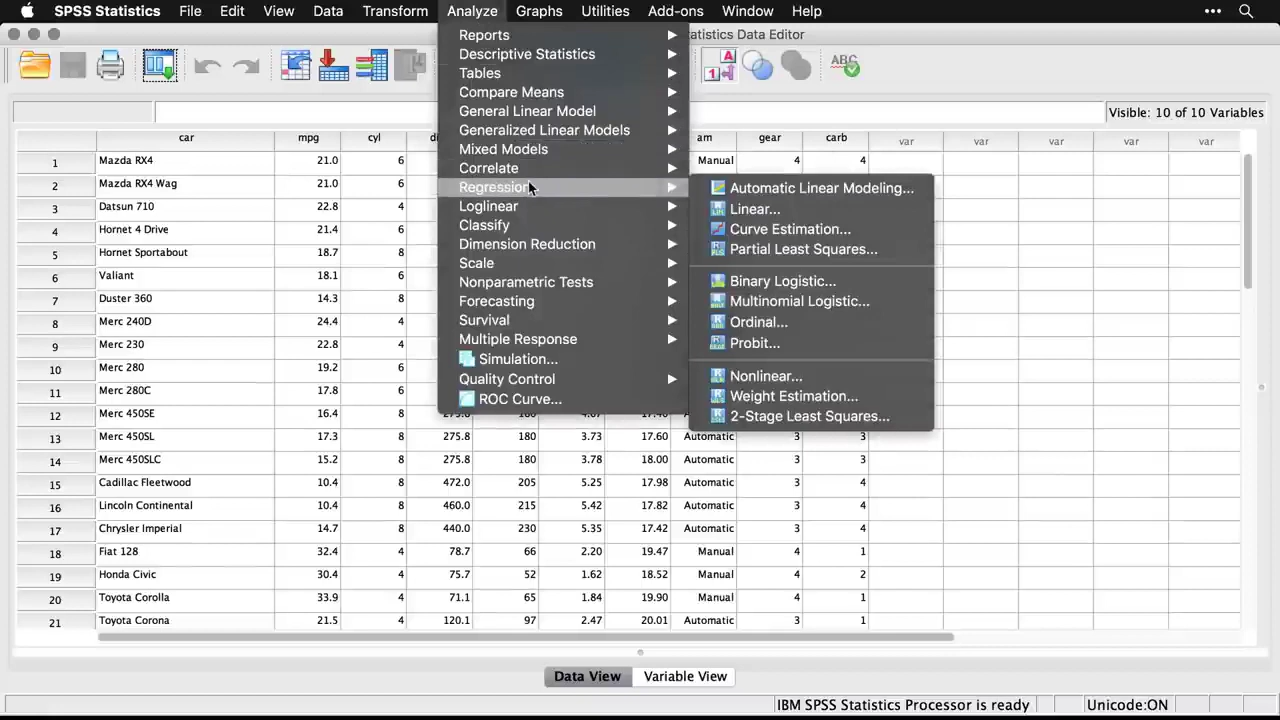 SPSS Statistics File Edit View Data Transform Analyze Graphs Utilities Add-ons Window Help
tatistics Data Editor
Reports
Descriptive Statistics
Tables
Compare Means
General Linear Model
Generalized Linear Models
Mixed Models
Correlate
Regression
Loglinear
Classify
Dimension Reduction
Scale
Nonparametric Tests
Forecasting
Survival
Multiple Response
Simulation...
Quality Control
ROC Curve...
Automatic Linear Modeling...
Linear...
Curve Estimation...
Partial Least Squares...
Binary Logistic...
Multinomial Logistic...
Ordinal...
Probit...
Nonlinear...
Weight Estimation...
2-Stage Least Squares...
Visible: 10 of 10 Variables
car mpg cyl di am gear carb var var var var var
1 Mazda RX4 21.0 6 Manual 4 4
2 Mazda RX4 Wag 21.0 6
3 Datsun 710 22.8 4
4 Hornet 4 Drive 21.4 6
5 Hornet Sportabout 18.7 8
6 Valiant 18.1 6
7 Duster 360 14.3 8
8 Merc 240D 24.4 4
9 Merc 230 22.8 4
10 Merc 280 19.2 6
11 Merc 280C 17.8 6
12 Merc 450SE 16.4 8
13 Merc 450SL 17.3 8 275.8 180 3.73 17.60 Automatic 3 3
14 Merc 450SLC 15.2 8 275.8 180 3.78 18.00 Automatic 3 3
15 Cadillac Fleetwood 10.4 8 472.0 205 5.25 17.98 Automatic 3 4
16 Lincoln Continental 10.4 8 460.0 215 5.42 17.82 Automatic 3 4
17 Chrysler Imperial 14.7 8 440.0 230 5.35 17.42 Automatic 3 4
18 Fiat 128 32.4 4 78.7 66 2.20 19.47 Manual 4 1
19 Honda Civic 30.4 4 75.7 52 1.62 18.52 Manual 4 2
20 Toyota Corolla 33.9 4 71.1 65 1.84 19.90 Manual 4 1
21 Toyota Corona 21.5 4 120.1 97 2.47 20.01 Automatic 3 1
Data View Variable View
IBM SPSS Statistics Processor is ready Unicode:ON